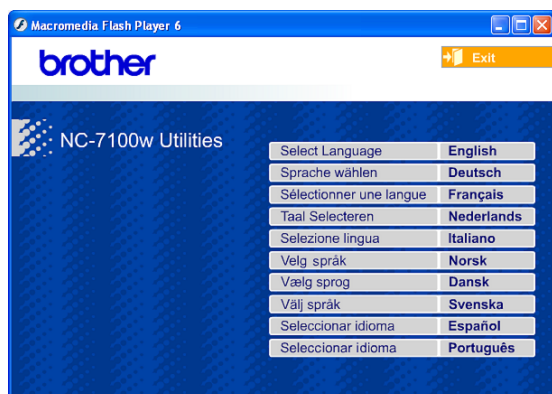 Macromedia Flash Player 6
brother
Exit
NC-7100w Utilities
Select Language English
Sprache wählen Deutsch
Sélectionner une langue Français
Taal Selecteren Nederlands
Selezione lingua Italiano
Velg språk Norsk
Vælg sprog Dansk
Välj språk Svenska
Seleccionar idioma Español
Seleccionar idioma Português